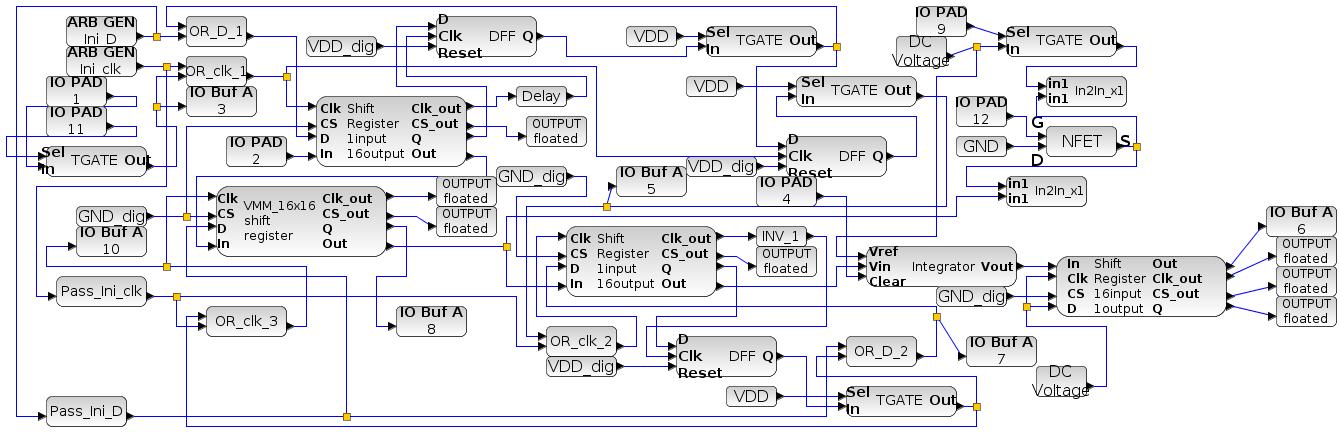 ARB GEN
Ini_D
ARB GEN
Ini_clk
IO PAD
1
IO PAD
11
Sel
In
TGATE Out
OR_D_1
OR_clk_1
IO Buf A
3
IO PAD
2
VDD_dig
D
Clk
Reset
DFF Q
Clk Shift Clk_out
CS Register CS_out
D 1input Q
In 16output Out
Delay
OUTPUT
floated
VDD
Sel
In
TGATE Out
VDD
Sel
In
TGATE Out
D
Clk
Reset
DFF Q
VDD_dig
IO PAD
9
DC
Voltage
Sel
In
TGATE Out
in1
in1
In2In_x1
IO PAD
12
GND
G
D
NFET
S
in1
in1
In2In_x1
GND_dig
IO Buf A
10
Clk
CS
D
In
VMM_16x16
shift
register
Clk_out
CS_out
Q
Out
OUTPUT
floated
OUTPUT
floated
GND_dig
IO Buf A
5
IO PAD
4
Pass_Ini_clk
OR_clk_3
IO Buf A
8
Clk Shift Clk_out
CS Register CS_out
D 1input Q
In 16output Out
INV_1
OUTPUT
floated
Vref
Vin
Clear
Integrator Vout
GND_dig
In Shift Out
Clk Register Clk_out
CS 16input CS_out
D 1output Q
IO Buf A
6
OUTPUT
floated
OUTPUT
floated
OUTPUT
floated
OR_clk_2
VDD_dig
D
Clk
Reset
DFF Q
OR_D_2
IO Buf A
7
DC
Voltage
Pass_Ini_D
VDD
Sel
In
TGATE Out